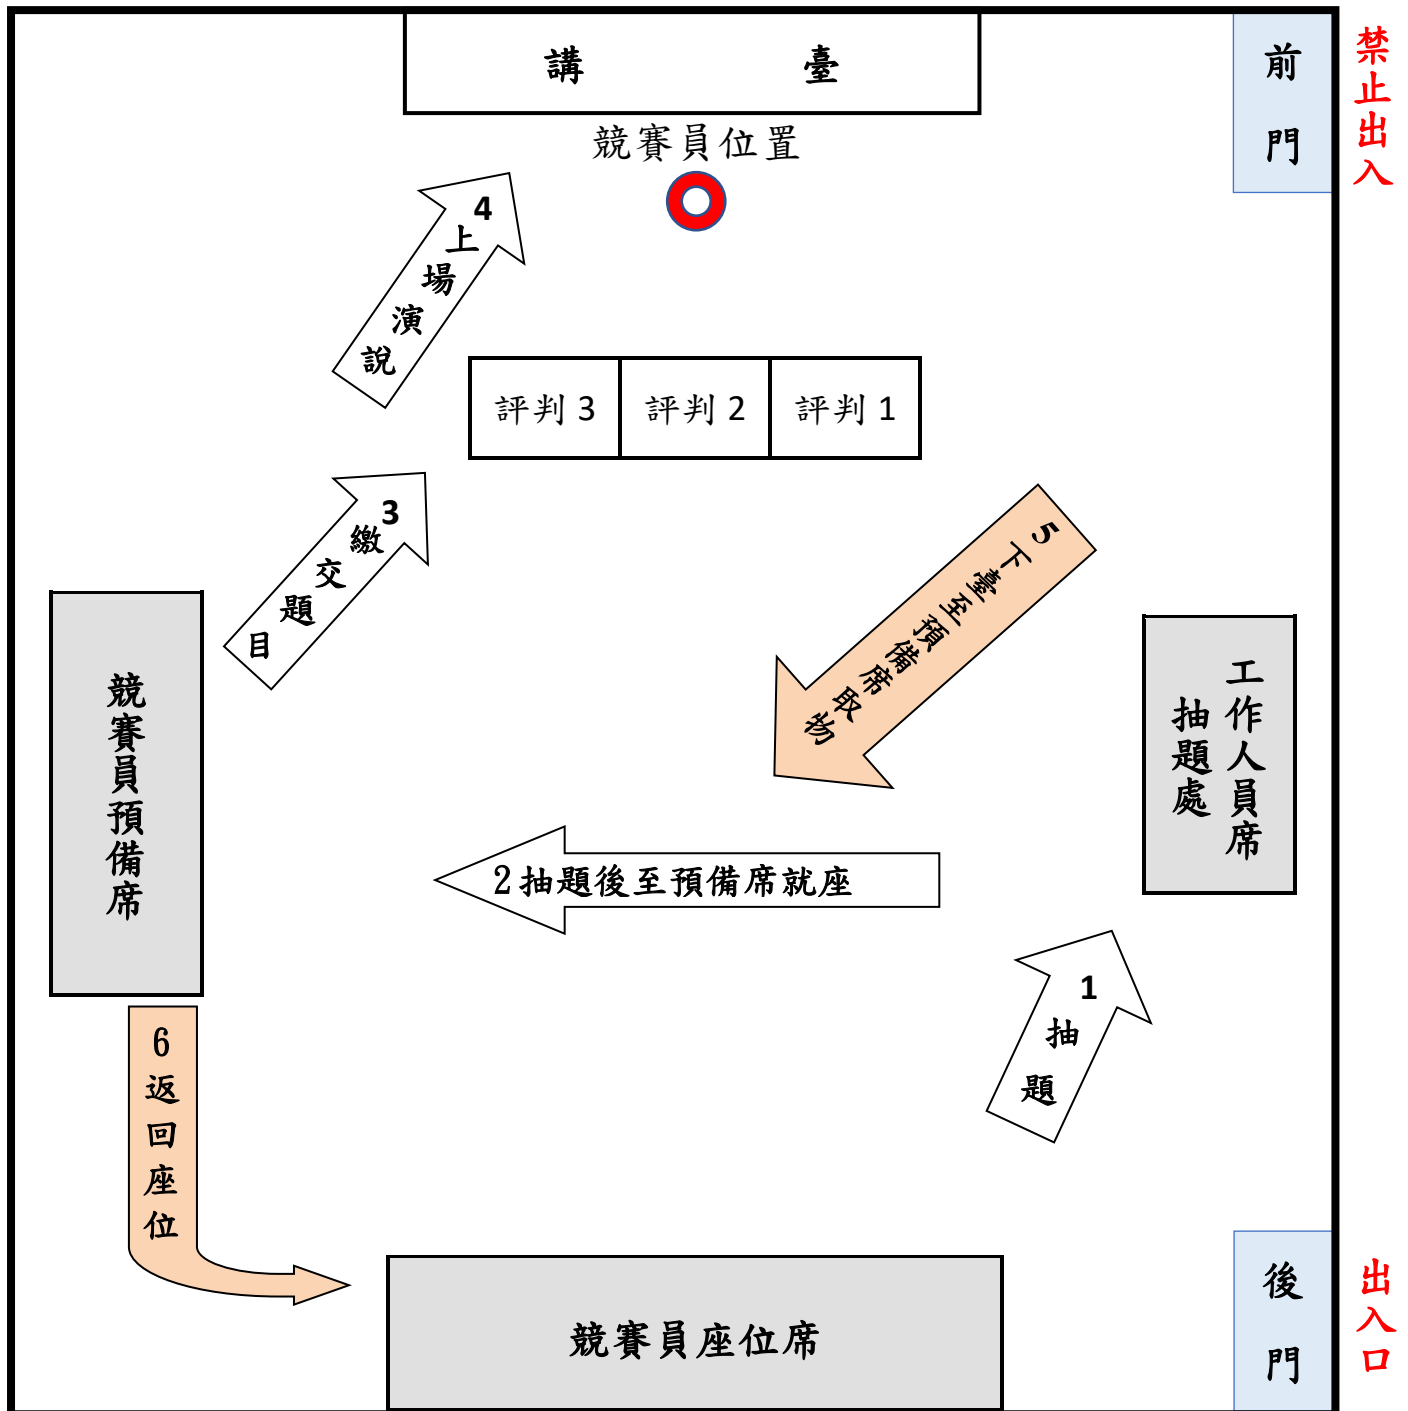 講 臺
前門
禁止出入
競賽員位置
4上場演說
評判 3
評判 2
評判 1
3繳交題目
5下臺至預備席取物
競賽員預備席
工作人員席
抽題處
2抽題後至預備席就座
1抽題
6返回座位
競賽員座位席
後門
出入口